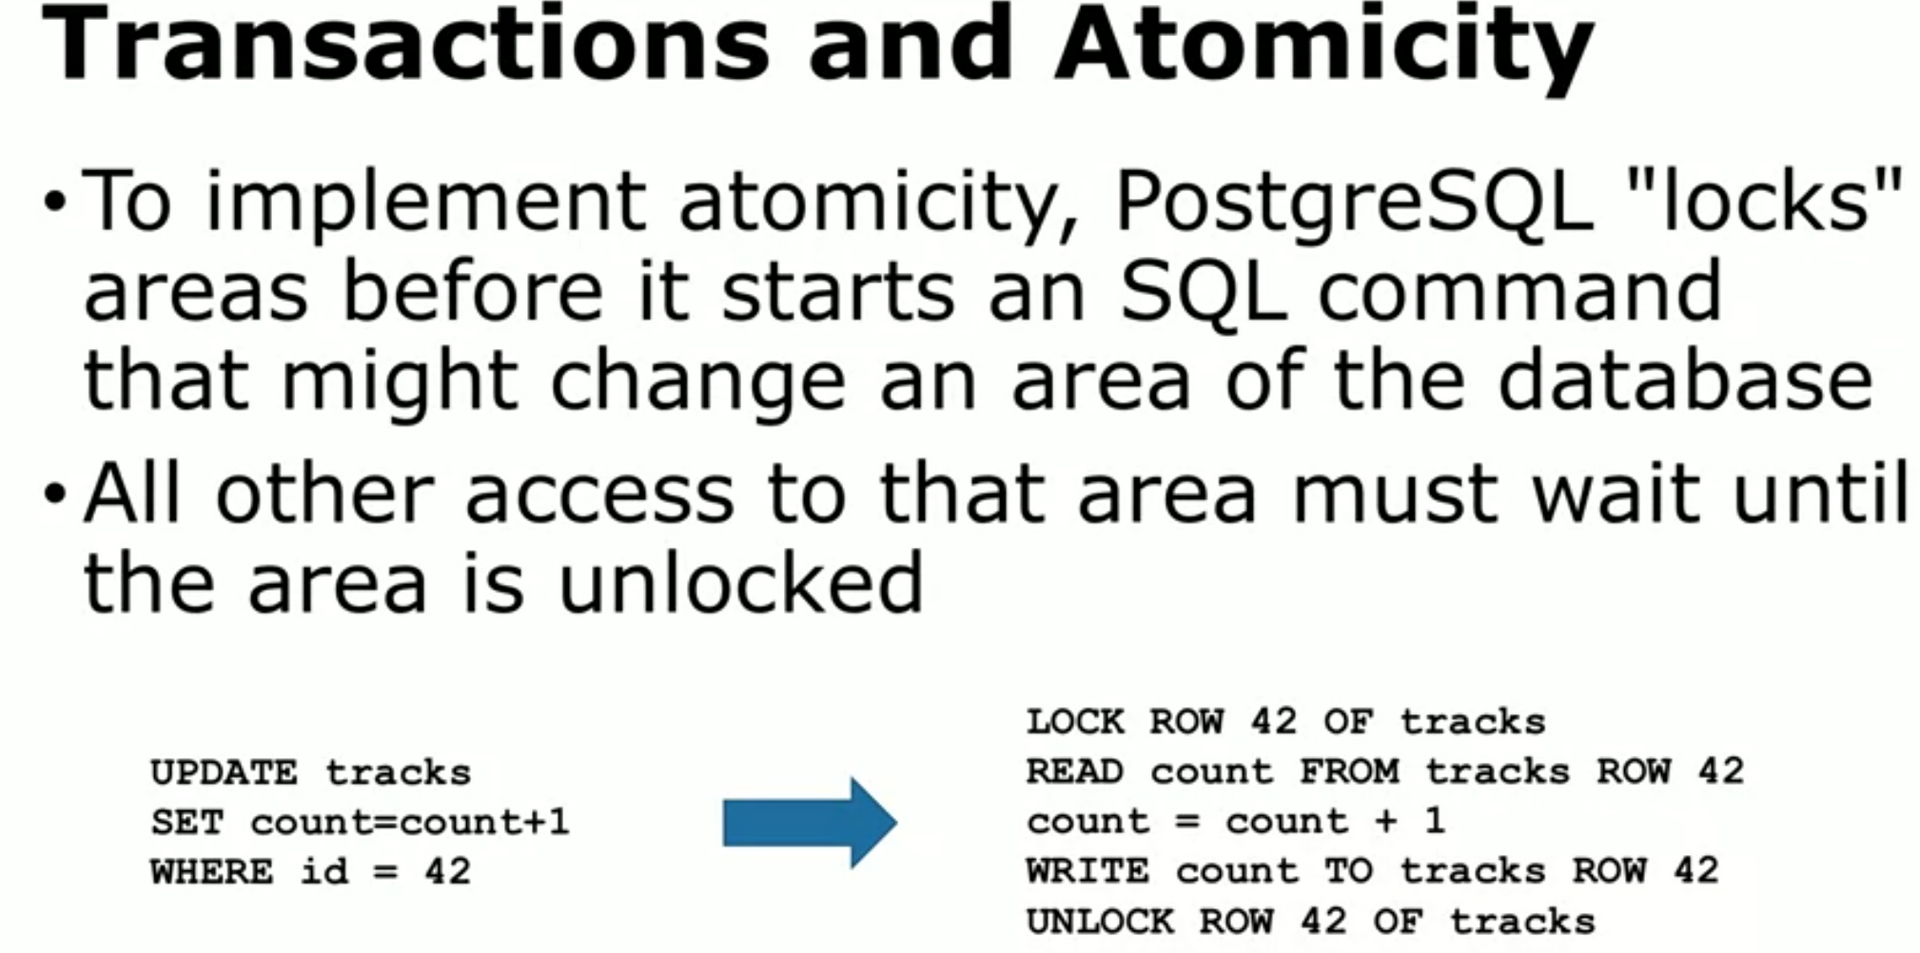 Transactions and Atomicity
•To implement atomicity, PostgreSQL "locks"
areas before it starts an SQL command
that might change an area of the database
•All other access to that area must wait until
the area is unlocked
UPDATE tracks
SET count=count+1
WHERE id = 42
LOCK ROW 42 OF tracks
READ count FROM tracks ROW 42
count = count + 1
WRITE count TO tracks ROW 42
UNLOCK ROW 42 OF tracks